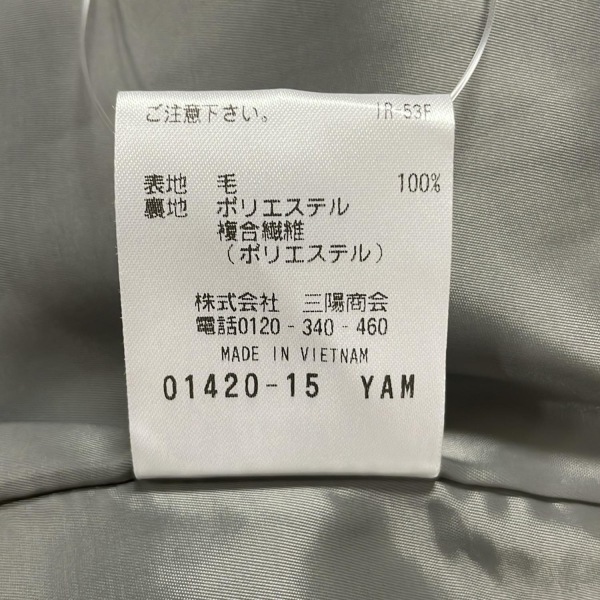 ご注意下さい。 IR-53F
表地 毛 100%
裏地 ポリエステル
複合繊維
(ポリエステル)
株式会社 三陽商会
電話0120-340-460
MADE IN VIETNAM
01420-15 YAM